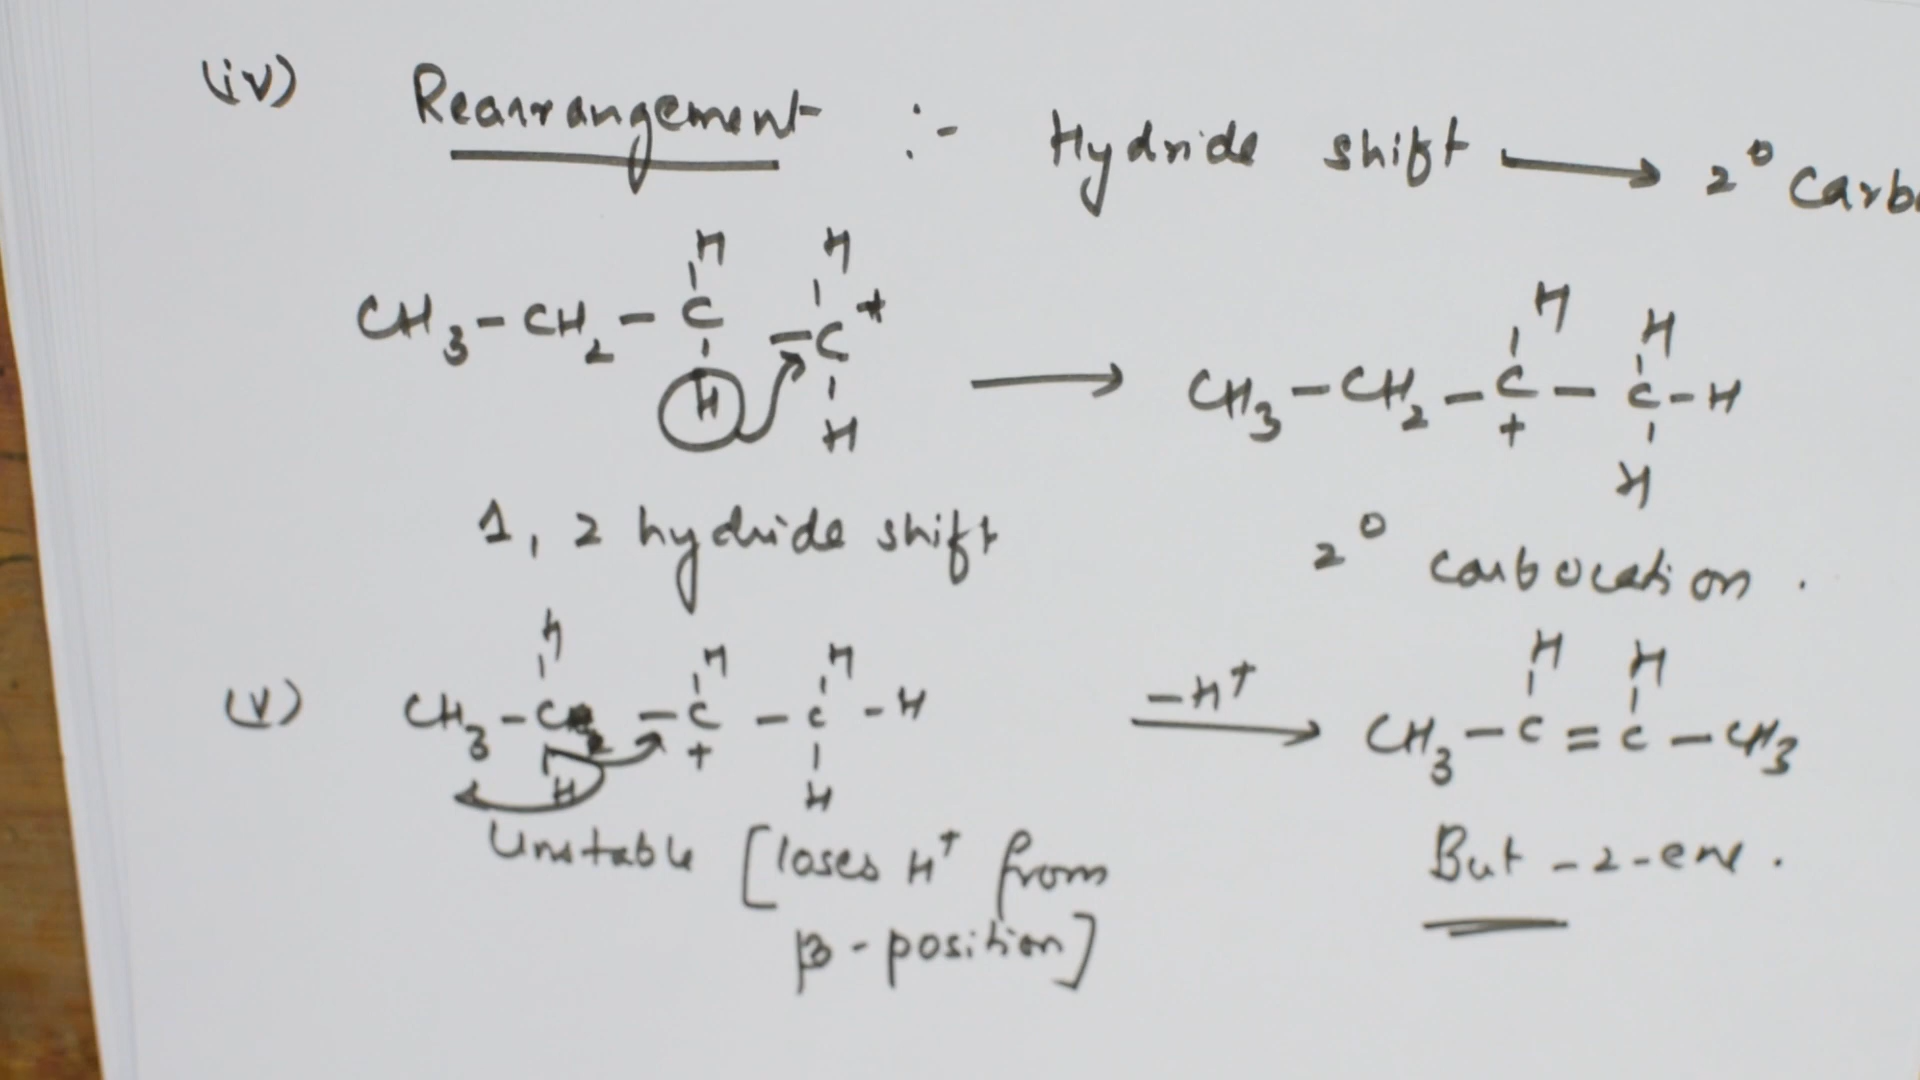 (iv) Rearrangement :- Hydride shift → 2° Carb
H H
CH3 - CH2 - C - C+ → CH3 - CH2 - C - C - H
H H
H H
+ H
1, 2 hydride shift 2° carbocation .
H H H H H
(v) CH3 - C - C - C - H -H+ → CH3 - C = C - CH3
H + H
Unstable [loses H+ from But - 2 - ene .
β - position]